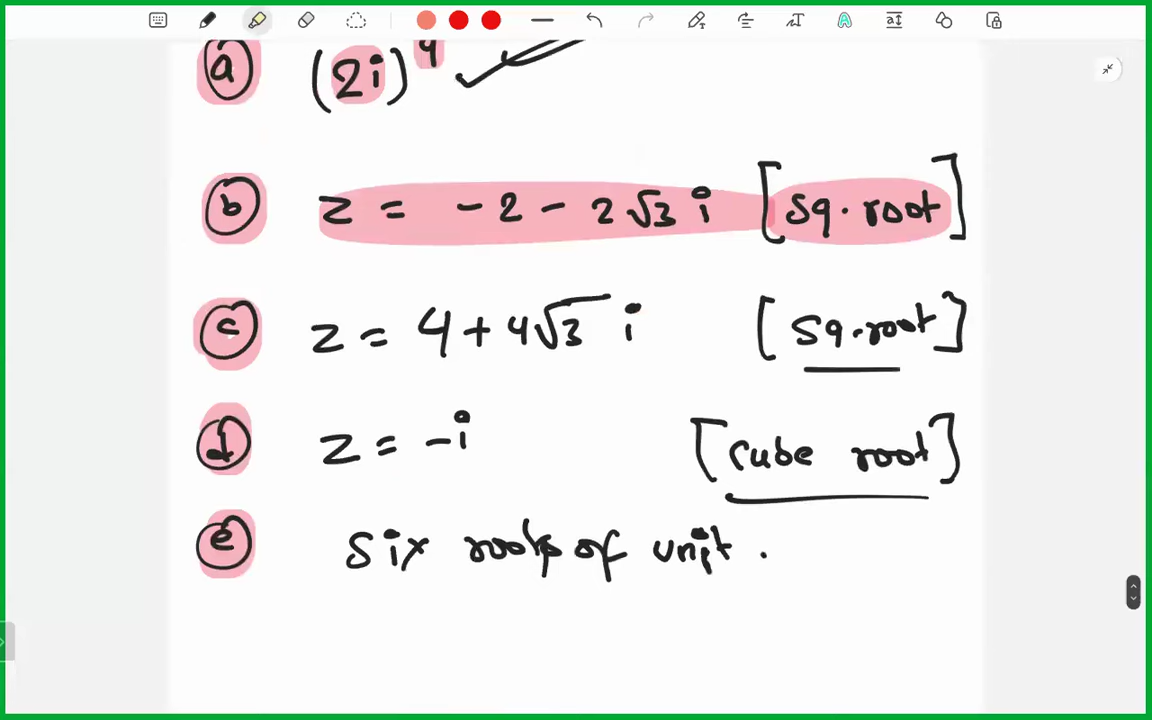 a (2i)^4
b z = -2 - 2√3 i [sq. root]
c z = 4 + 4√3 i [sq. root]
d z = -i [cube root]
e six roots of unit.